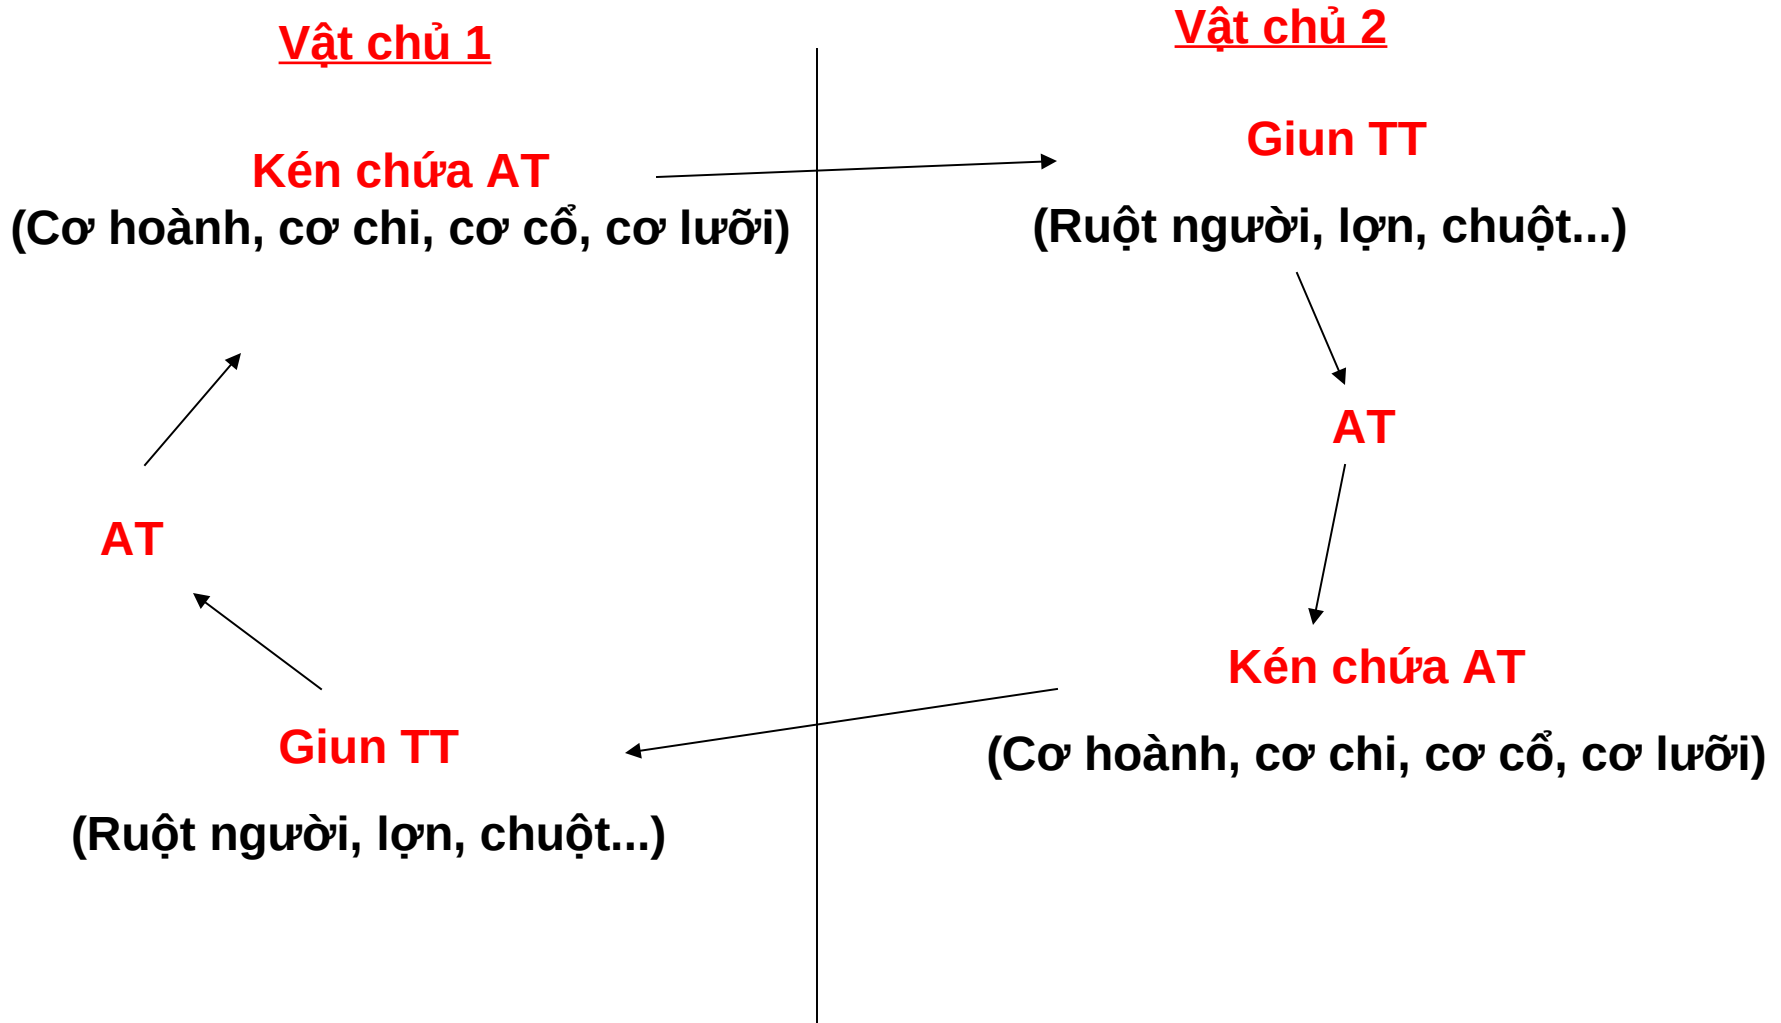 Vật chủ 1
Kén chứa AT
(Cơ hoành, cơ chi, cơ cổ, cơ lưỡi)
AT
Giun TT
(Ruột người, lợn, chuột...)
Vật chủ 2
Giun TT
(Ruột người, lợn, chuột...)
AT
Kén chứa AT
(Cơ hoành, cơ chi, cơ cổ, cơ lưỡi)